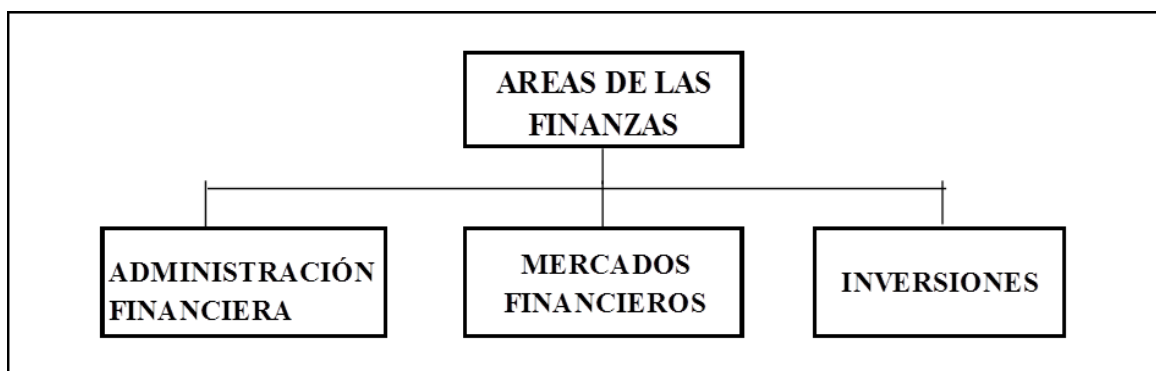 AREAS DE LAS
FINANZAS
ADMINISTRACIÓN
FINANCIERA
MERCADOS
FINANCIEROS
INVERSIONES